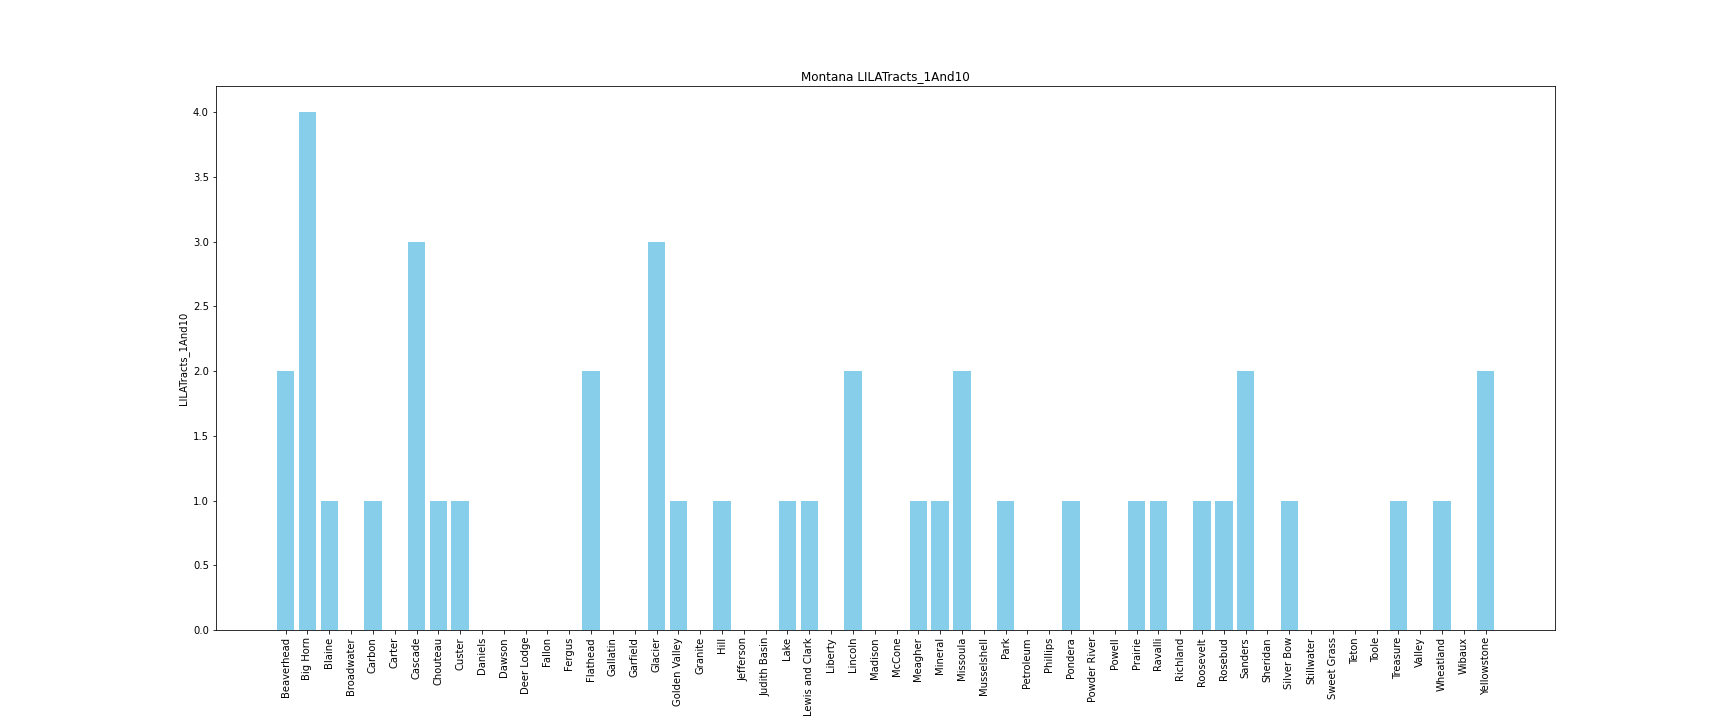 Montana LILATracts_1And10
LILATracts_1And10
4.0
3.5
3.0
2.5
2.0
1.5
1.0
0.5
0.0
Beaverhead
Big Horn
Blaine
Broadwater
Carbon
Carter
Cascade
Chouteau
Custer
Daniels
Dawson
Deer Lodge
Fallon
Fergus
Flathead
Gallatin
Garfield
Glacier
Golden Valley
Granite
Hill
Jefferson
Judith Basin
Lake
Lewis and Clark
Liberty
Lincoln
Madison
McCone
Meagher
Mineral
Missoula
Musselshell
Park
Petroleum
Phillips
Pondera
Powder River
Powell
Prairie
Ravalli
Richland
Roosevelt
Rosebud
Sanders
Sheridan
Silver Bow
Stillwater
Sweet Grass
Teton
Toole
Treasure
Valley
Wheatland
Wibaux
Yellowstone